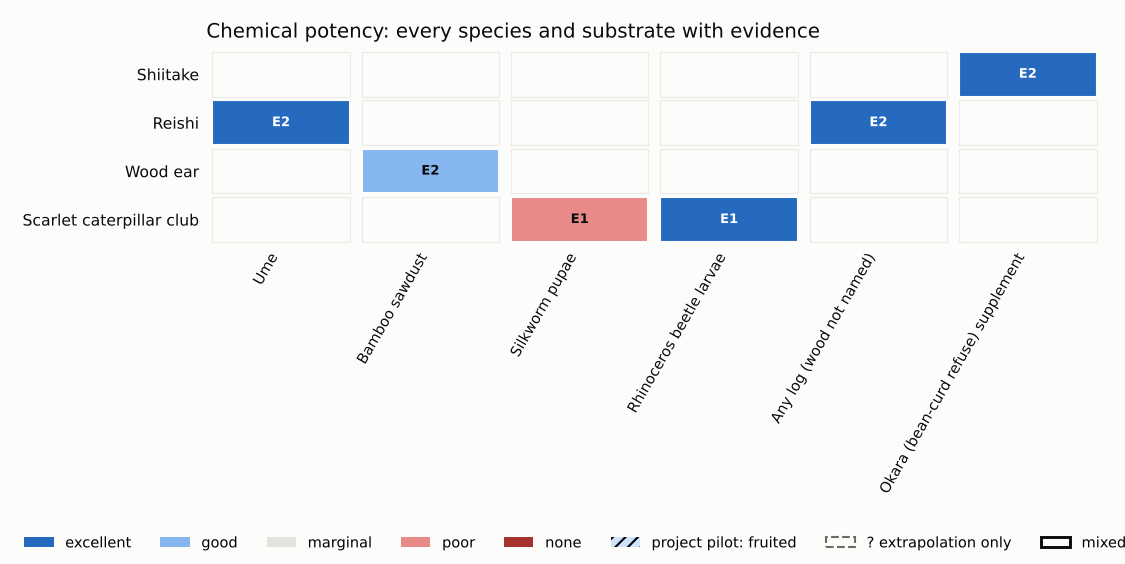 Chemical potency: every species and substrate with evidence
Shiitake
E2
Reishi
E2
E2
Wood ear
E2
Scarlet caterpillar club
E1
E1
Ume
Bamboo sawdust
Silkworm pupae
Rhinoceros beetle larvae
Any log (wood not named)
Okara (bean-curd refuse) supplement
excellent
good
marginal
poor
none
project pilot: fruited
? extrapolation only
mixed